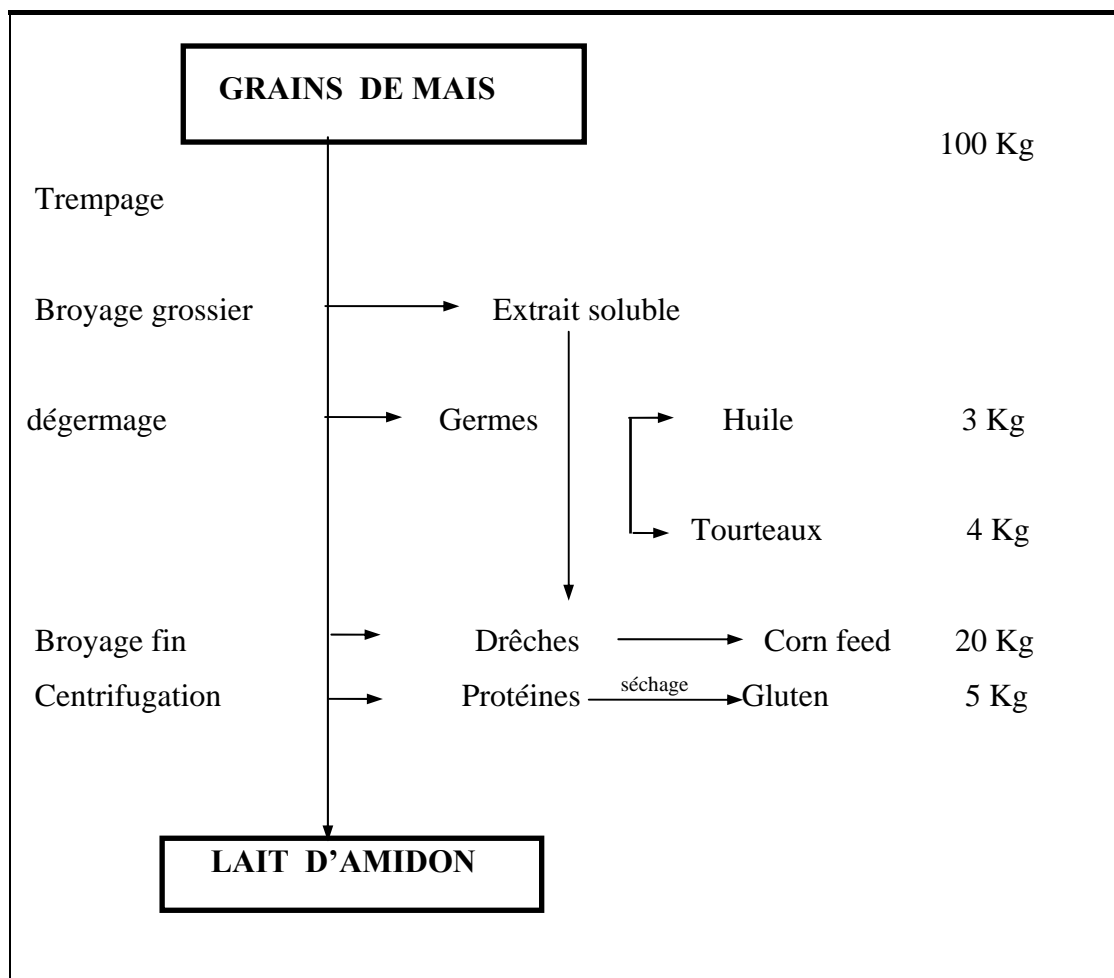 GRAINS DE MAIS
100 Kg
Trempage
Broyage grossier Extrait soluble
dégermage Germes Huile 3 Kg
Tourteaux 4 Kg
Broyage fin Drêches Corn feed 20 Kg
Centrifugation Protéines séchage Gluten 5 Kg
LAIT D’AMIDON